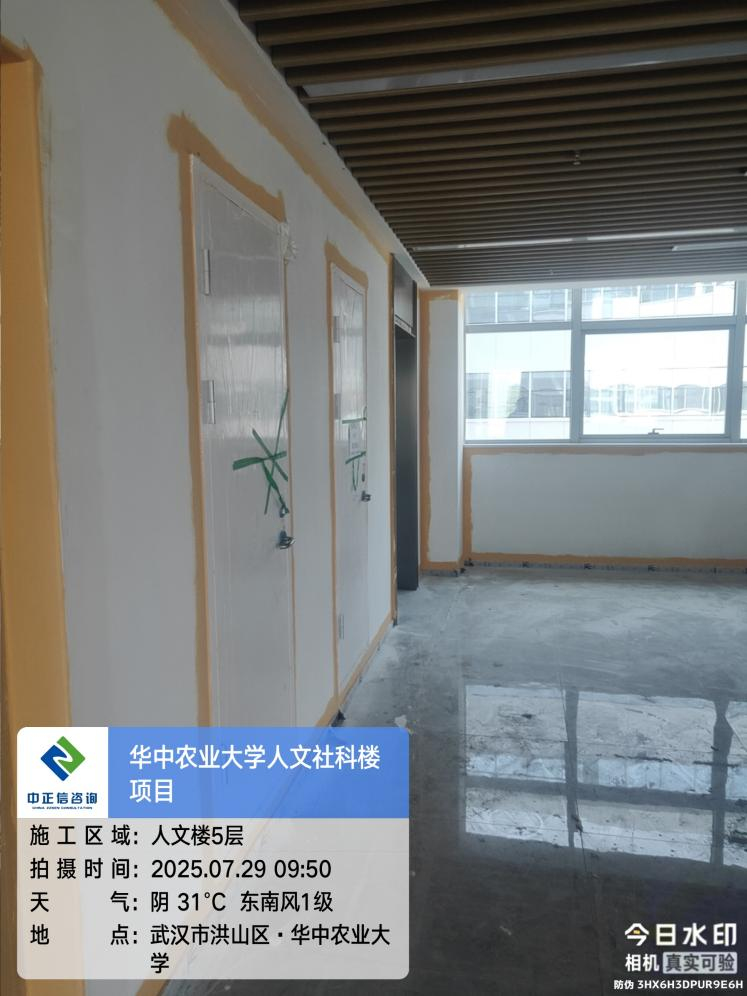 华中农业大学人文社科楼
项目
中正信咨询
CHINA ZENXIN CONSULTATION
施工区域：人文楼5层
拍摄时间：2025.07.29 09:50
天气：阴 31℃ 东南风1级
地点：武汉市洪山区·华中农业大
学
今日水印
相机 真实可验
防伪 3HX6H3DPUR9E6H